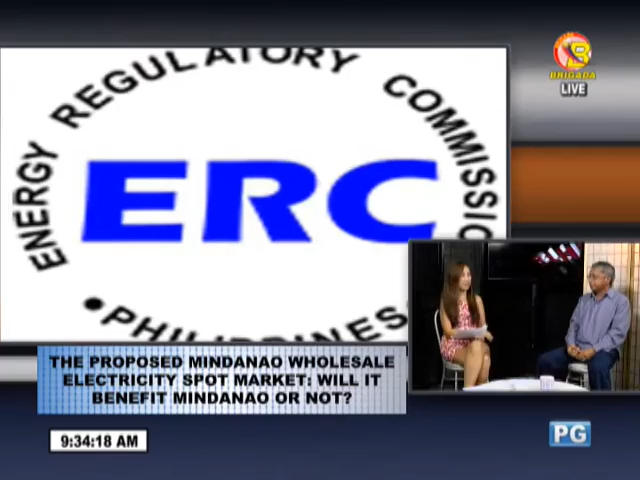 ENERGY REGULATORY COMMISSIO
ERC
PHILIPPINES
BRIGADA
LIVE
THE PROPOSED MINDANAO WHOLESALE
ELECTRICITY SPOT MARKET: WILL IT
BENEFIT MINDANAO OR NOT?
9:34:18 AM
PG